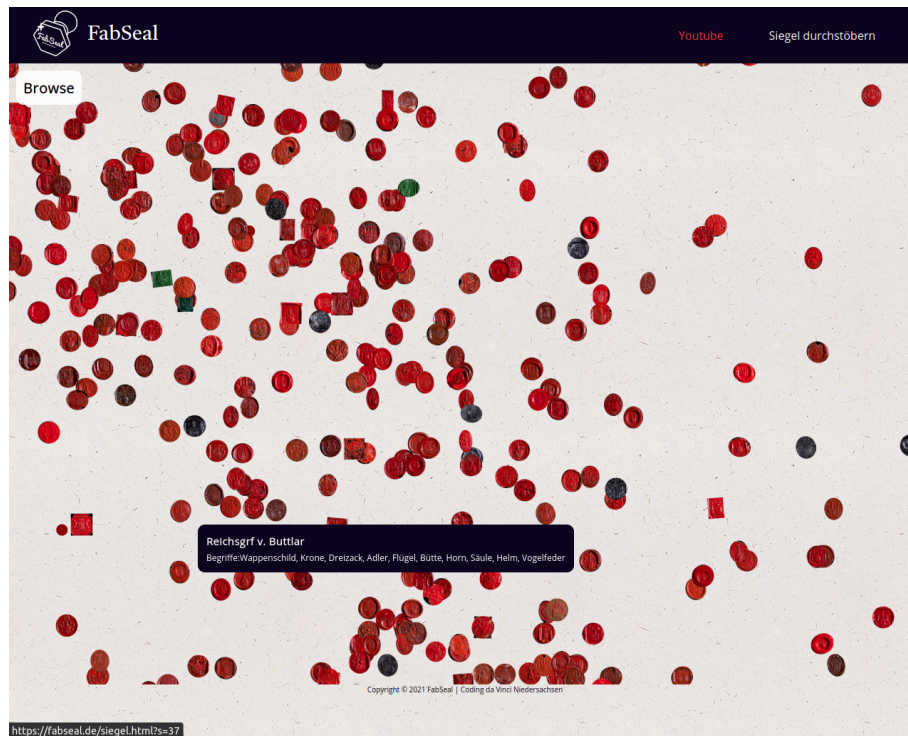 FabSeal
FabSeal
Youtube
Siegel durchstöbern
Browse
Reichsgrf v. Buttlar
Begriffe:Wappenschild, Krone, Dreizack, Adler, Flügel, Bütte, Horn, Säule, Helm, Vogelfeder
Copyright © 2021 FabSeal | Coding da Vinci Niedersachsen
https://fabseal.de/siegel.html?s=37